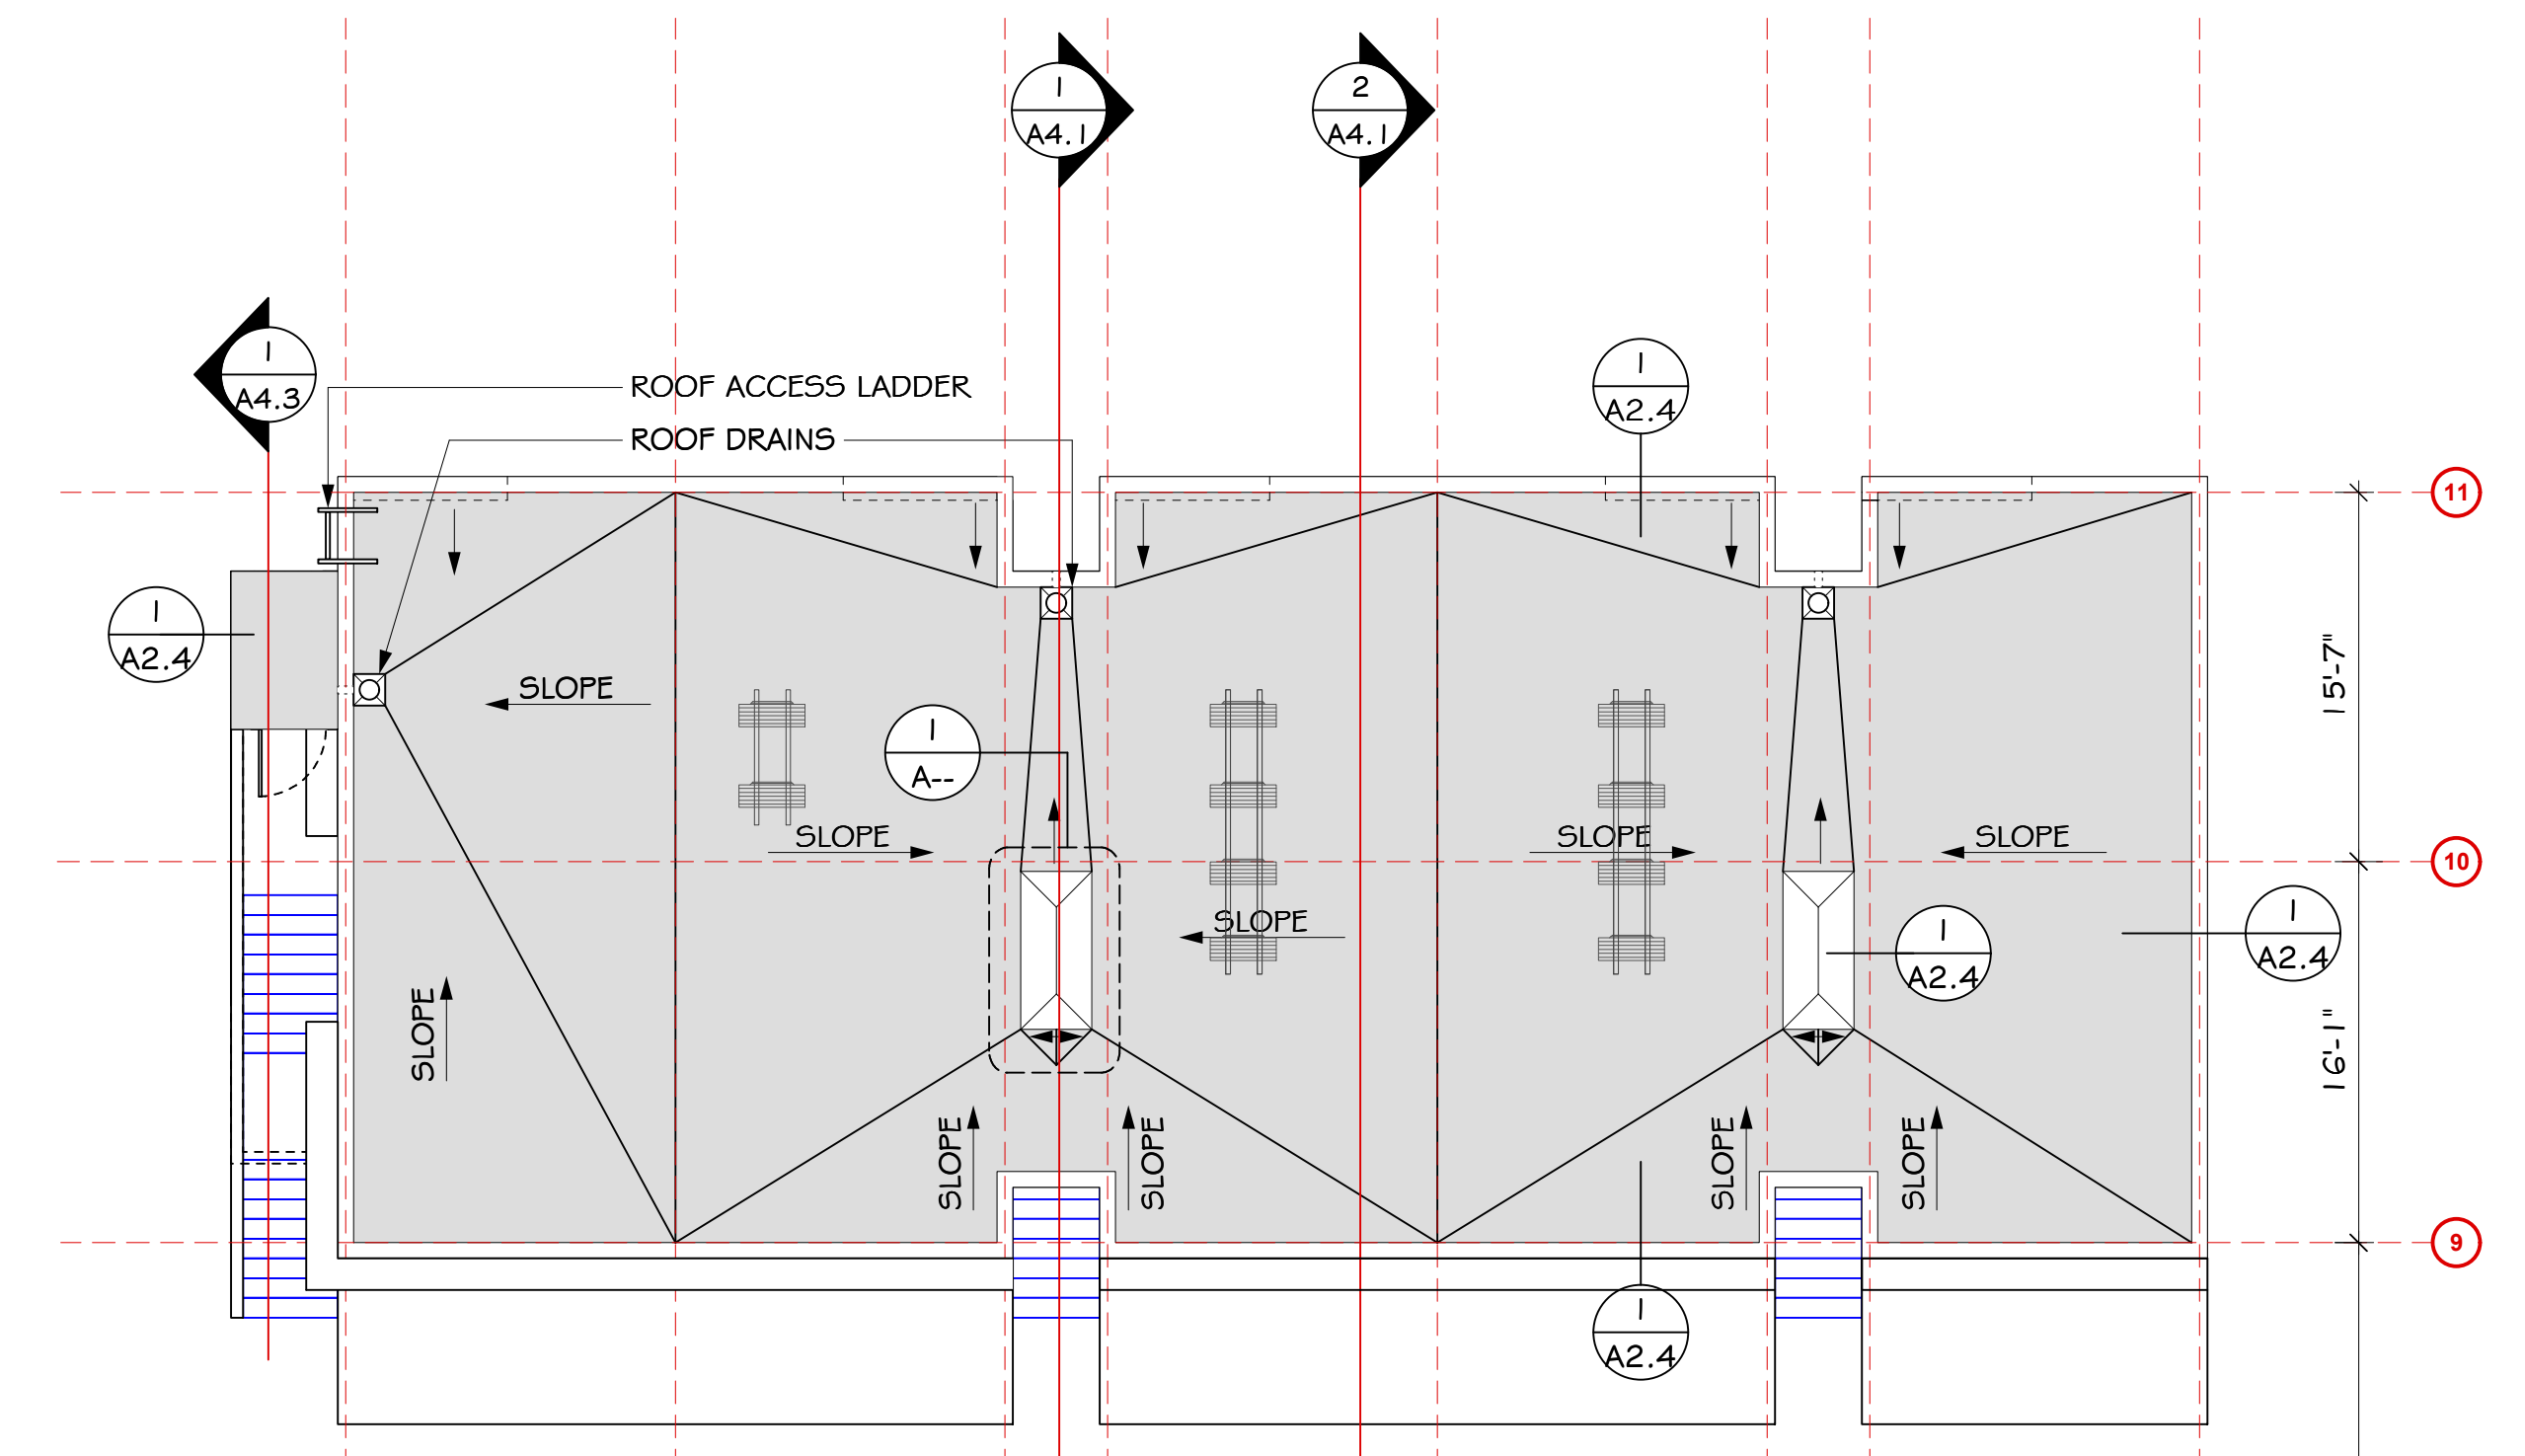 1
A4.1
2
A4.1
1
A4.3
ROOF ACCESS LADDER
1
A2.4
ROOF DRAINS
11
1
A2.4
15'-7"
SLOPE
1
A--
SLOPE
SLOPE
SLOPE
10
SLOPE
1
A2.4
1
A2.4
SLOPE
16'-1"
SLOPE
SLOPE
SLOPE
SLOPE
9
1
A2.4